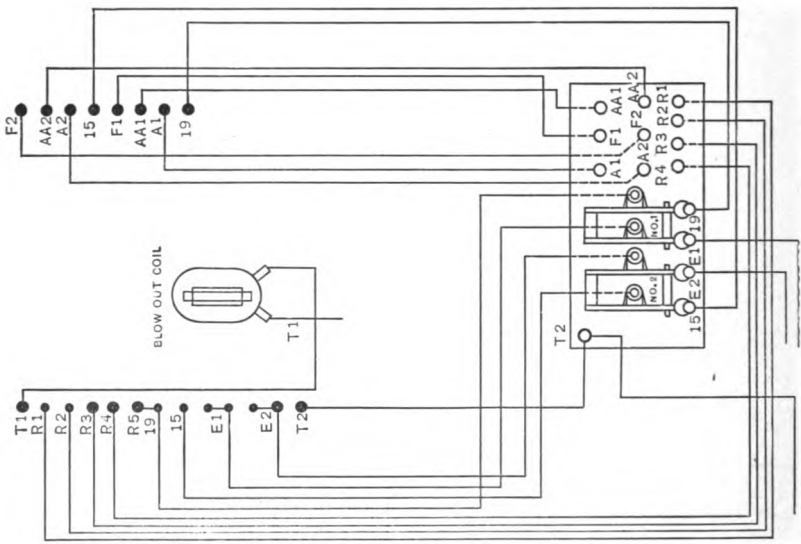 F2
AA2
A2
15
F1
AA1
A1
19
AA1
F1
A1
AA2
F2
A2
R1
R2
R3
R4
NO.1
NO.2
19
E1
E2
15
T2
BLOW OUT COIL
T1
T1
R1
R2
R3
R4
R5
19
15
E1
E2
T2